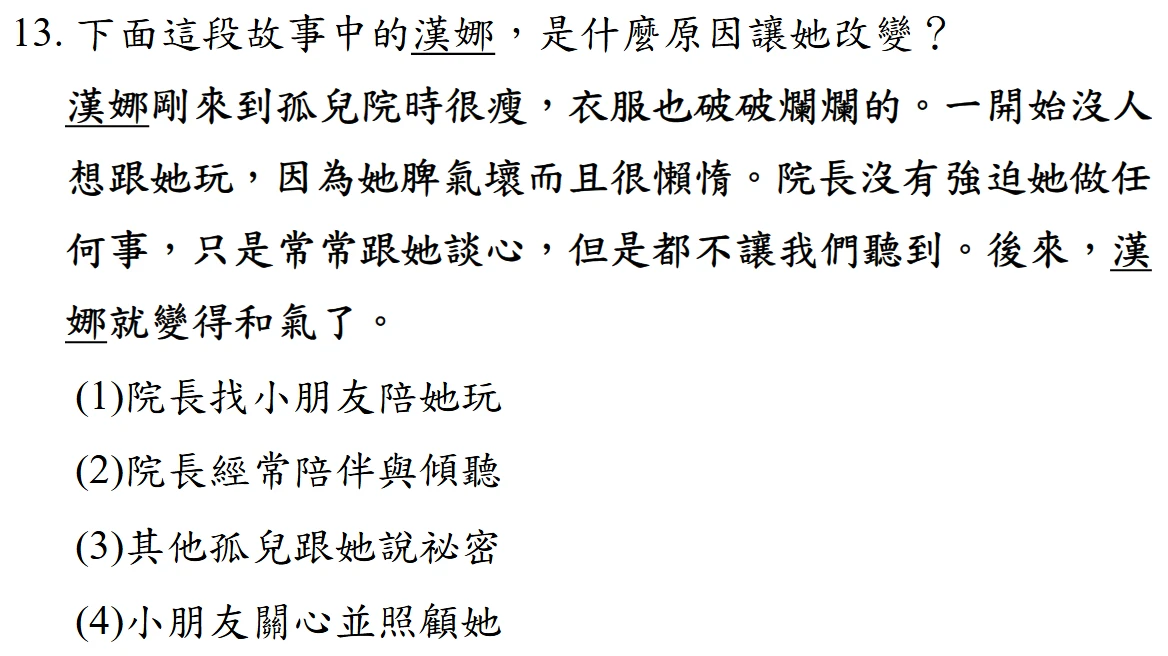 13. 下面這段故事中的漢娜，是什麼原因讓她改變？
漢娜剛來到孤兒院時很瘦，衣服也破破爛爛的。一開始沒人
想跟她玩，因為她脾氣壞而且很懶惰。院長沒有強迫她做任
何事，只是常常跟她談心，但是都不讓我們聽到。後來，漢
娜就變得和氣了。
(1)院長找小朋友陪她玩
(2)院長經常陪伴與傾聽
(3)其他孤兒跟她說祕密
(4)小朋友關心並照顧她